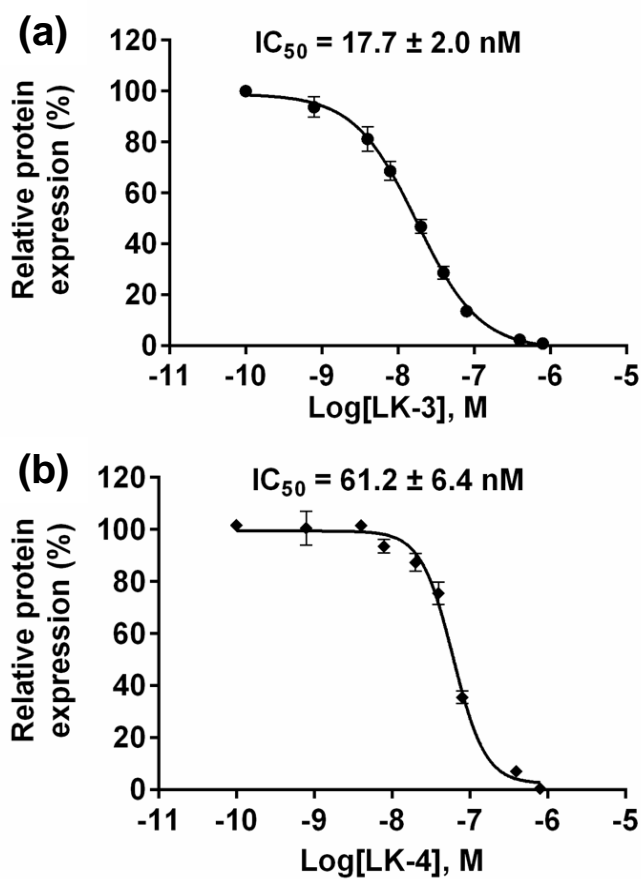 (a)
IC50 = 17.7 ± 2.0 nM
Relative protein
expression (%)
120
100
80
60
40
20
0
-11 -10 -9 -8 -7 -6 -5
Log[LK-3], M
(b)
IC50 = 61.2 ± 6.4 nM
Relative protein
expression (%)
120
100
80
60
40
20
0
-11 -10 -9 -8 -7 -6 -5
Log[LK-4], M